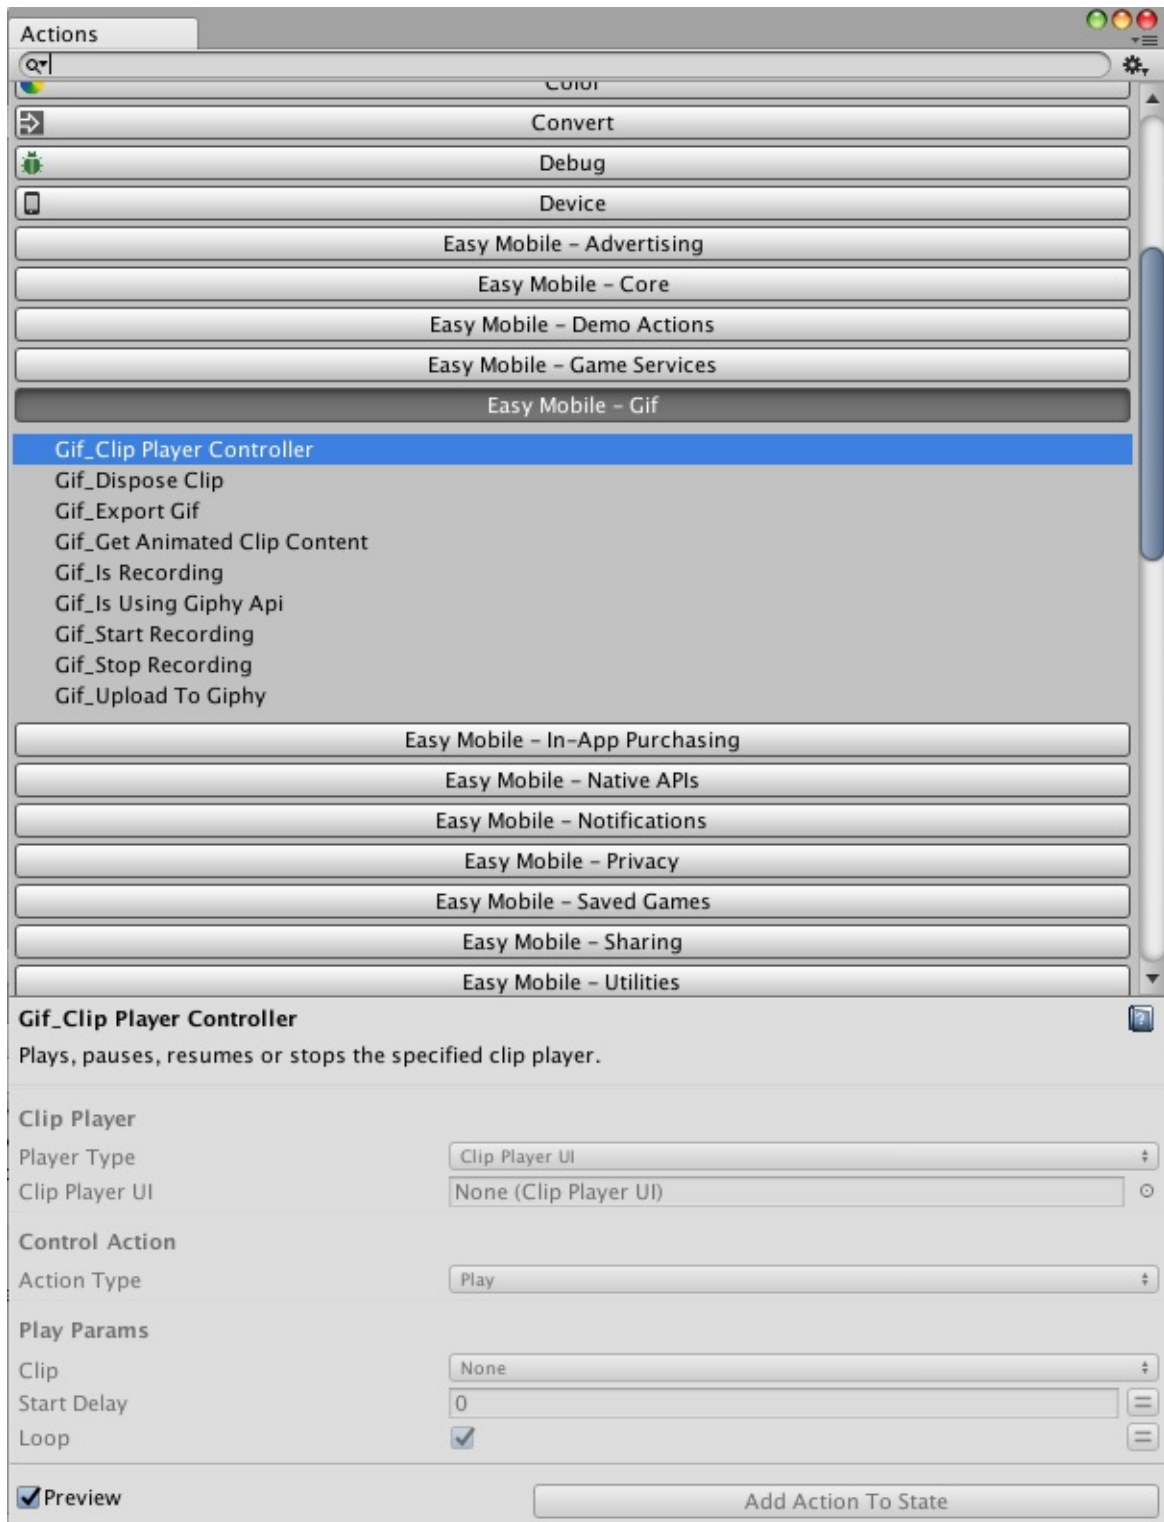 Actions
Color
Convert
Debug
Device
Easy Mobile – Advertising
Easy Mobile – Core
Easy Mobile – Demo Actions
Easy Mobile – Game Services
Easy Mobile – Gif
Gif_Clip Player Controller
Gif_Dispose Clip
Gif_Export Gif
Gif_Get Animated Clip Content
Gif_Is Recording
Gif_Is Using Giphy Api
Gif_Start Recording
Gif_Stop Recording
Gif_Upload To Giphy
Easy Mobile – In-App Purchasing
Easy Mobile – Native APIs
Easy Mobile – Notifications
Easy Mobile – Privacy
Easy Mobile – Saved Games
Easy Mobile – Sharing
Easy Mobile – Utilities
Gif_Clip Player Controller
Plays, pauses, resumes or stops the specified clip player.
Clip Player
Player Type Clip Player UI
Clip Player UI None (Clip Player UI)
Control Action
Action Type Play
Play Params
Clip None
Start Delay 0
Loop
Preview Add Action To State